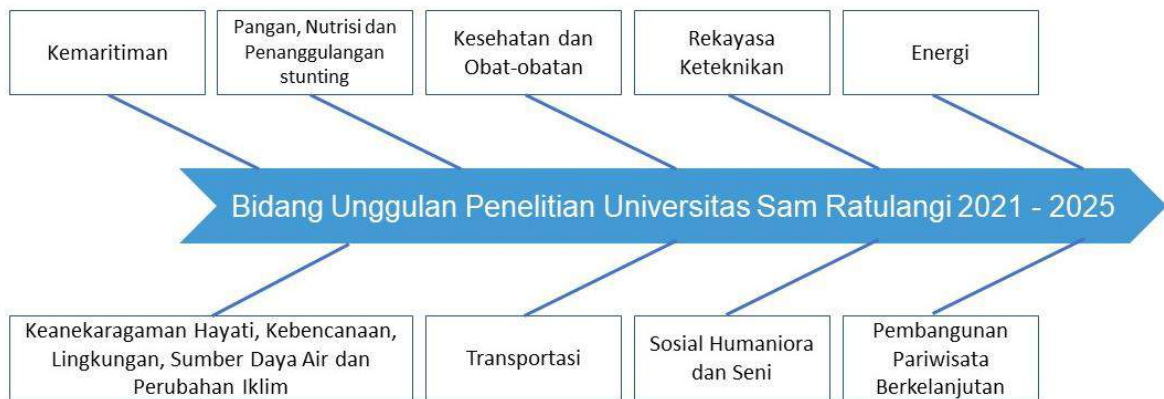 Kemaritiman
Pangan, Nutrisi dan
Penanggulangan
stunting
Kesehatan dan
Obat-obatan
Rekayasa
Keteknikan
Energi
Bidang Unggulan Penelitian Universitas Sam Ratulangi 2021 - 2025
Keanekaragaman Hayati, Kebencanaan,
Lingkungan, Sumber Daya Air dan
Perubahan Iklim
Transportasi
Sosial Humaniora
dan Seni
Pembangunan
Pariwisata
Berkelanjutan